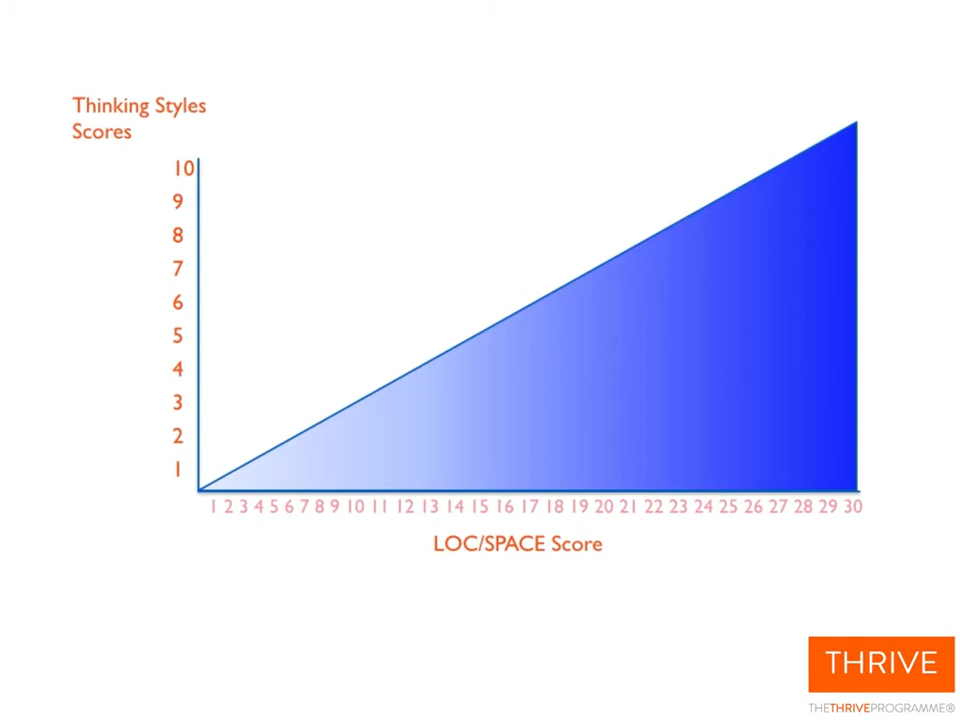 Thinking Styles
Scores
10
9
8
7
6
5
4
3
2
1
1 2 3 4 5 6 7 8 9 10 11 12 13 14 15 16 17 18 19 20 21 22 23 24 25 26 27 28 29 30
LOC/SPACE Score
THRIVE
THETHRIVEPROGRAMME®